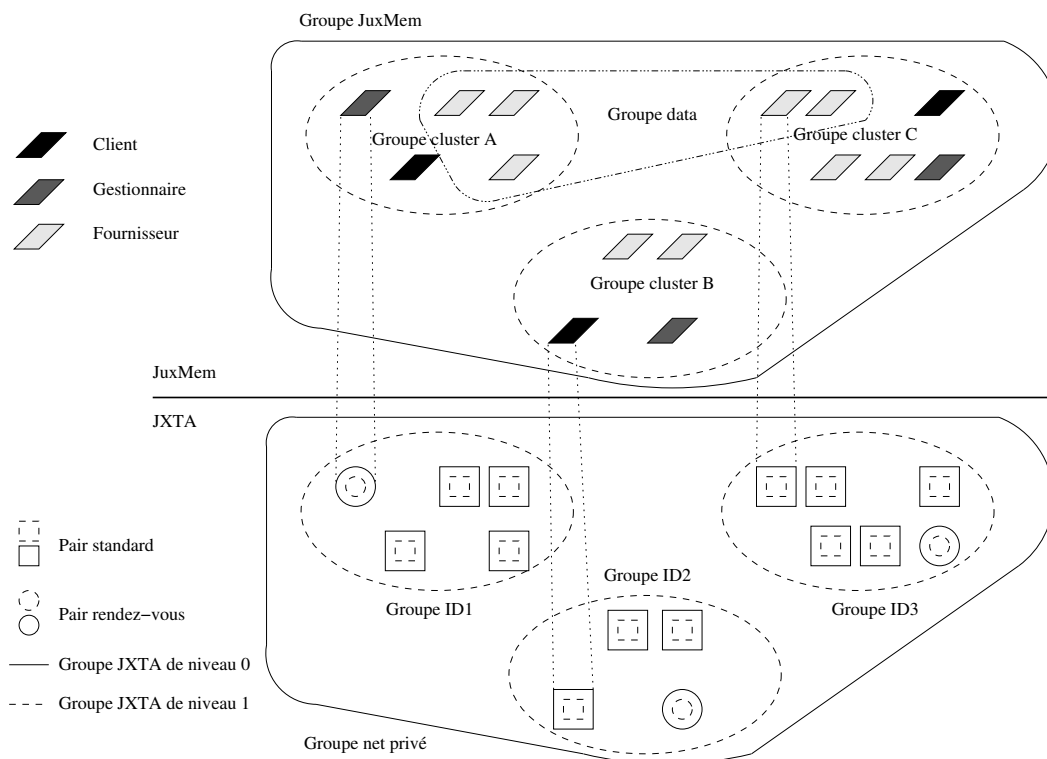 Groupe JuxMem
Groupe data
Groupe cluster A
Groupe cluster C
Client
Gestionnaire
Fournisseur
Groupe cluster B
JuxMem
JXTA
Pair standard
Groupe ID2
Groupe ID1
Groupe ID3
Pair rendez−vous
Groupe JXTA de niveau 0
Groupe JXTA de niveau 1
Groupe net privé